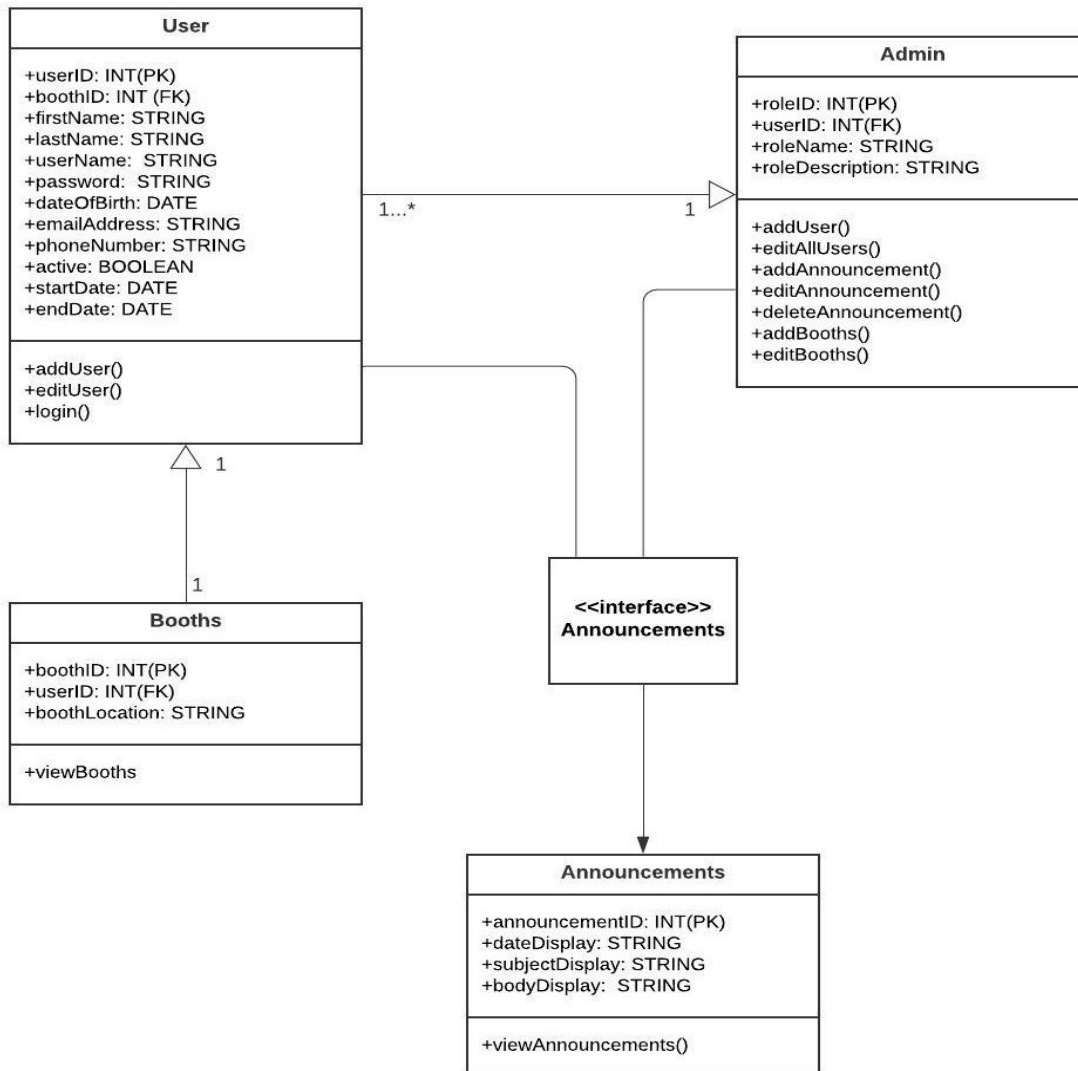 User
+userID: INT(PK)
+boothID: INT (FK)
+firstName: STRING
+lastName: STRING
+userName:  STRING
+password:  STRING
+dateOfBirth: DATE
+emailAddress: STRING
+phoneNumber: STRING
+active: BOOLEAN
+startDate: DATE
+endDate: DATE
+addUser()
+editUser()
+login()
1...*
1
Admin
+roleID: INT(PK)
+userID: INT(FK)
+roleName: STRING
+roleDescription: STRING
+addUser()
+editAllUsers()
+addAnnouncement()
+editAnnouncement()
+deleteAnnouncement()
+addBooths()
+editBooths()
1
1
Booths
+boothID: INT(PK)
+userID: INT(FK)
+boothLocation: STRING
+viewBooths
<<interface>>
Announcements
Announcements
+announcementID: INT(PK)
+dateDisplay: STRING
+subjectDisplay: STRING
+bodyDisplay:  STRING
+viewAnnouncements()